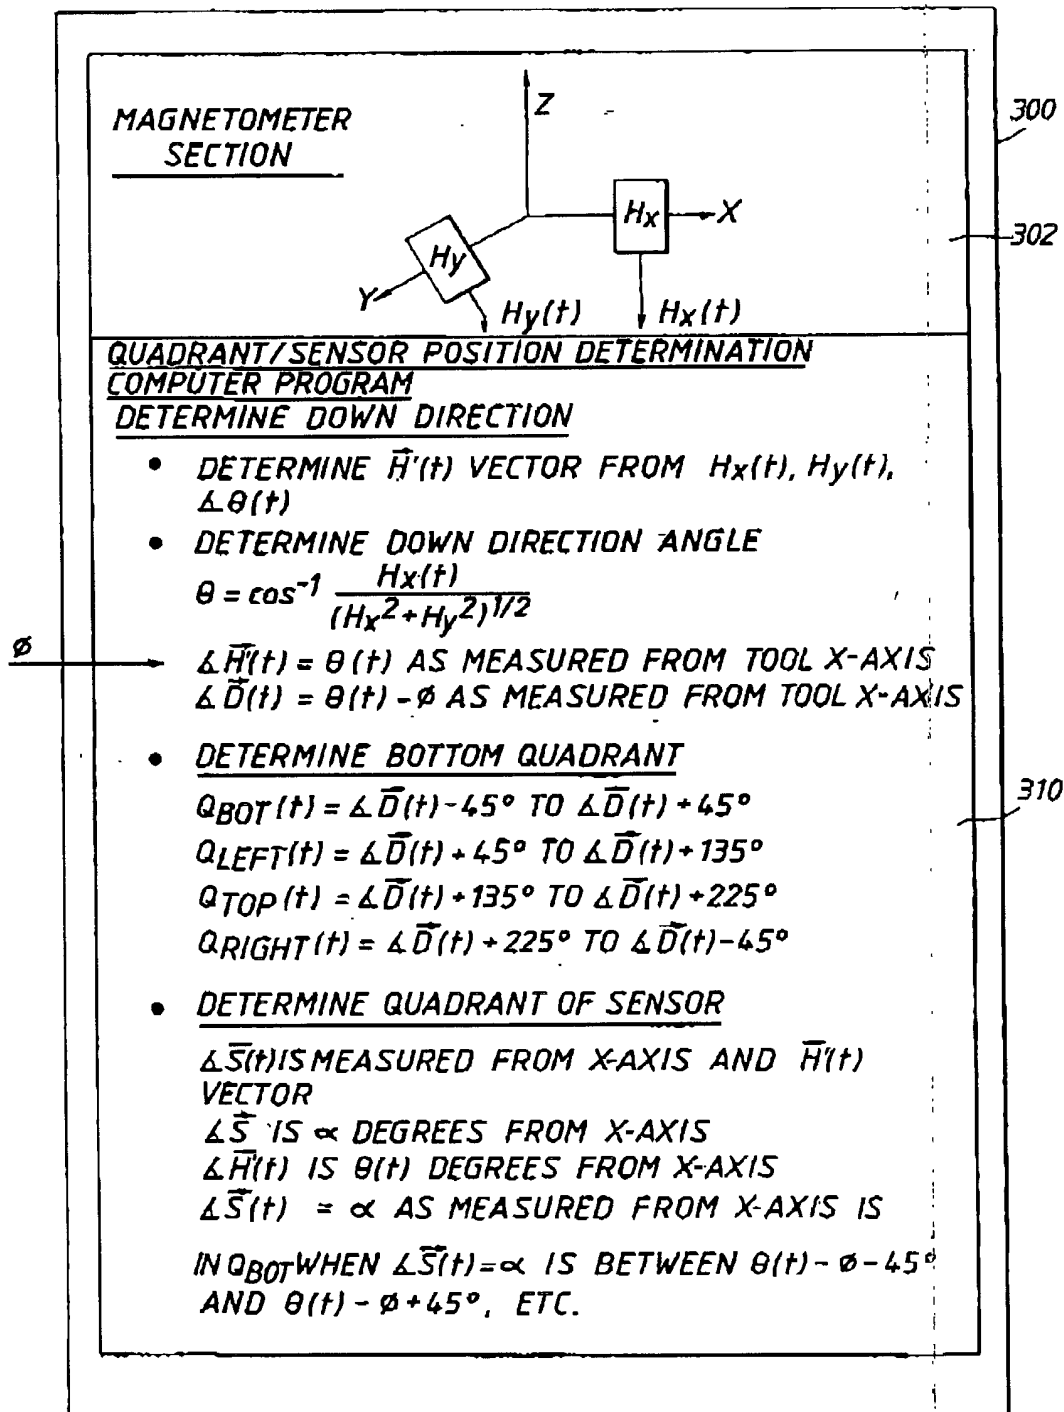 MAGNETOMETER
SECTION
Z
300
Hx
X
302
Hy
Y
Hy(t)
Hx(t)
QUADRANT/SENSOR POSITION DETERMINATION
COMPUTER PROGRAM
DETERMINE DOWN DIRECTION
• DETERMINE H⃗'(t) VECTOR FROM Hx(t), Hy(t),
∡θ(t)
• DETERMINE DOWN DIRECTION ANGLE
θ = cos⁻¹ Hx(t) / (Hx² + Hy²)^1/2
ø
∡H⃗'(t) = θ(t) AS MEASURED FROM TOOL X-AXIS
∡D⃗(t) = θ(t) - ø AS MEASURED FROM TOOL X-AXIS
• DETERMINE BOTTOM QUADRANT
QBOT(t) = ∡D⃗(t) - 45° TO ∡D⃗(t) + 45°
310
QLEFT(t) = ∡D⃗(t) + 45° TO ∡D⃗(t) + 135°
QTOP(t) = ∡D⃗(t) + 135° TO ∡D⃗(t) + 225°
QRIGHT(t) = ∡D⃗(t) + 225° TO ∡D⃗(t) - 45°
• DETERMINE QUADRANT OF SENSOR
∡S⃗(t) IS MEASURED FROM X-AXIS AND H⃗'(t)
VECTOR
∡S⃗ IS ∝ DEGREES FROM X-AXIS
∡H⃗'(t) IS θ(t) DEGREES FROM X-AXIS
∡S⃗(t) = ∝ AS MEASURED FROM X-AXIS IS
IN QBOT WHEN ∡S⃗(t) = ∝ IS BETWEEN θ(t) - ø - 45°
AND θ(t) - ø + 45°, ETC.